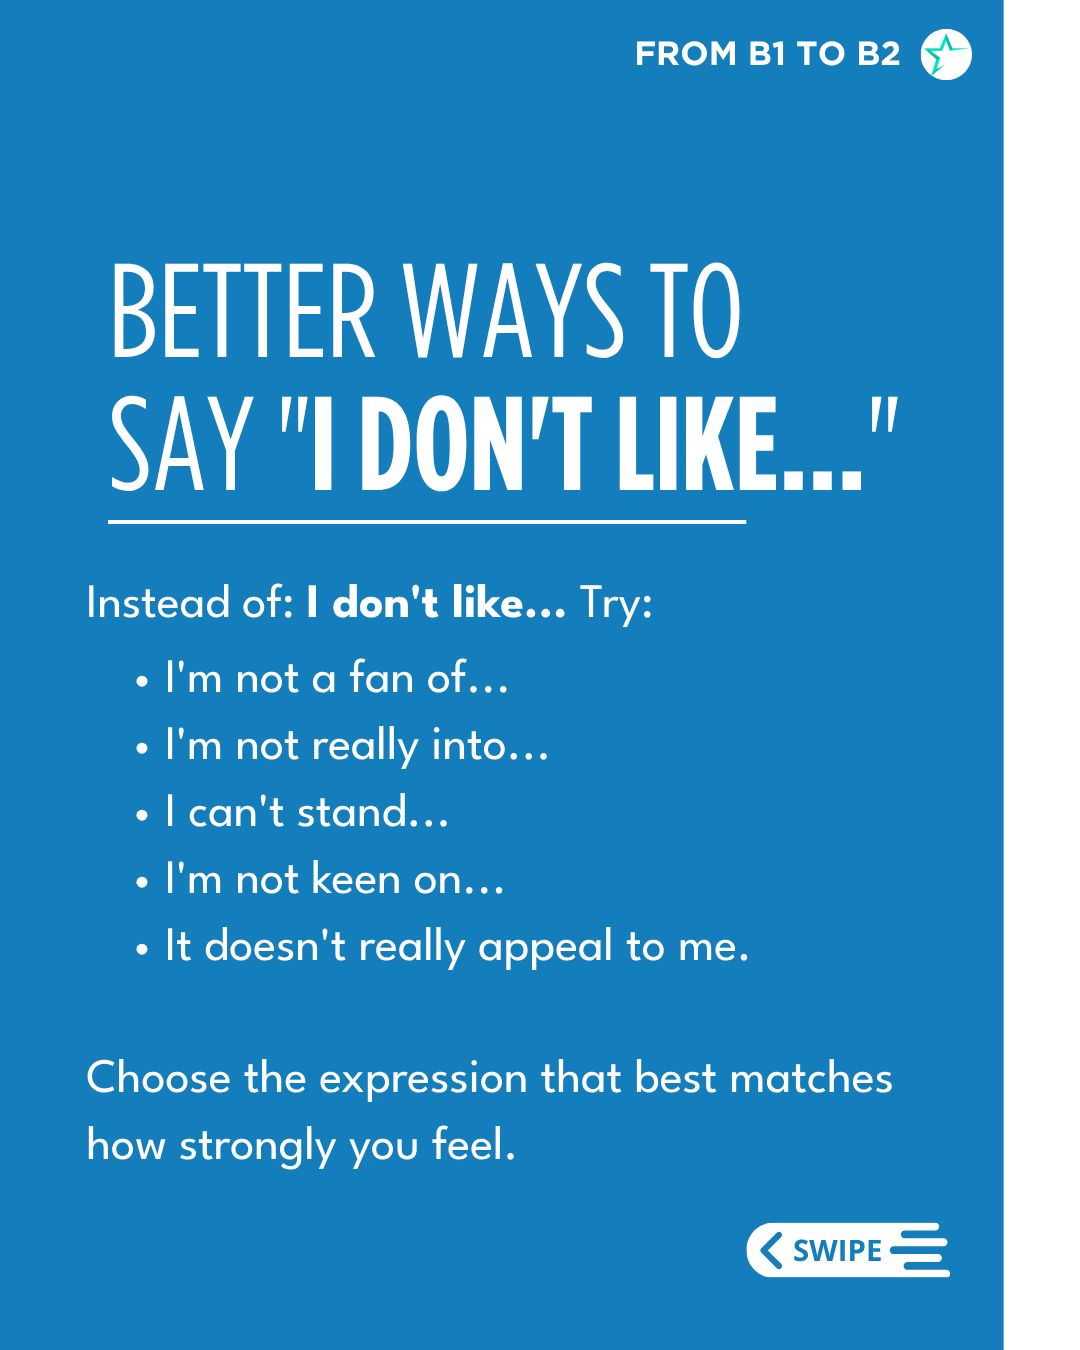 FROM B1 TO B2
BETTER WAYS TO
SAY "I DON'T LIKE..."
Instead of: I don't like... Try:
• I'm not a fan of...
• I'm not really into...
• I can't stand...
• I'm not keen on...
• It doesn't really appeal to me.
Choose the expression that best matches
how strongly you feel.
SWIPE